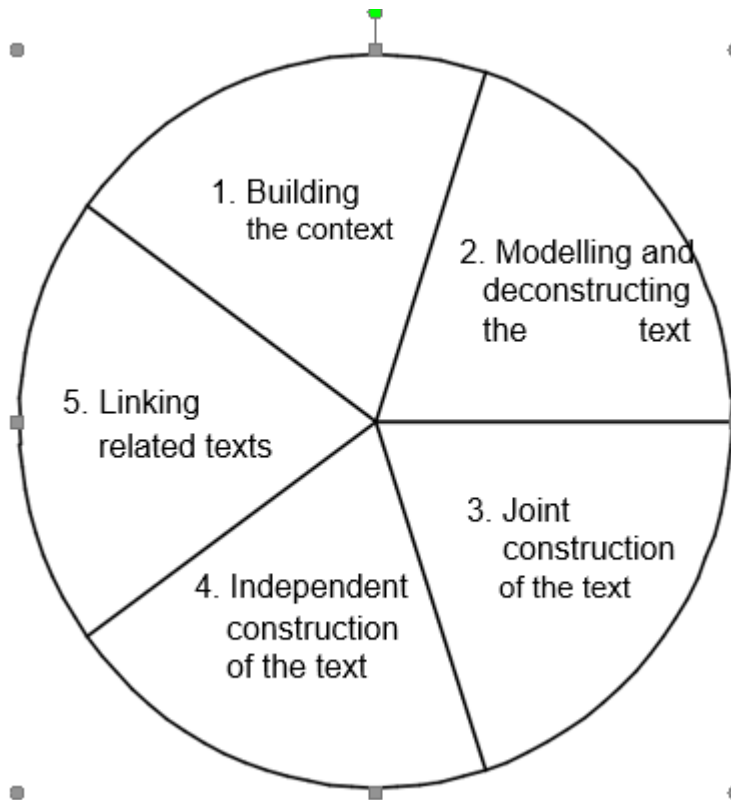 1. Building
the context
2. Modelling and
deconstructing
the text
3. Joint
construction
of the text
4. Independent
construction
of the text
5. Linking
related texts